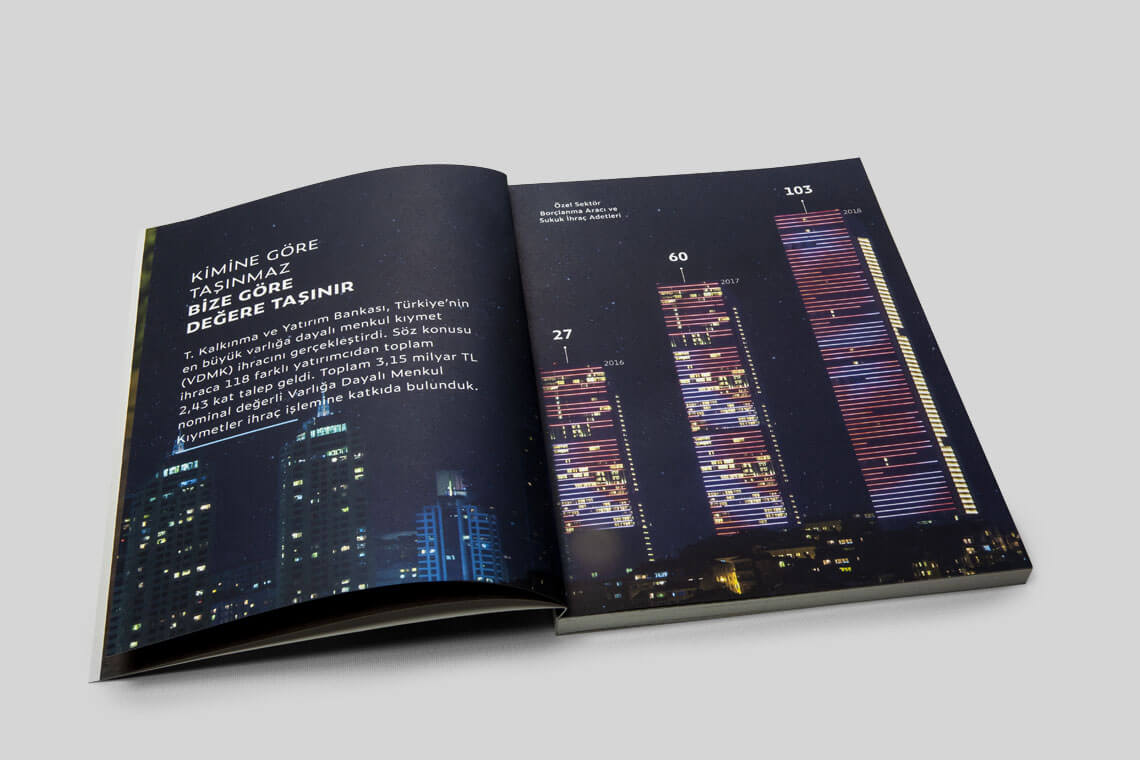 KİMİNE GÖRE
TAŞINMAZ
BİZE GÖRE
DEĞERE TAŞINIR
T. Kalkınma ve Yatırım Bankası, Türkiye’nin
en büyük varlığa dayalı menkul kıymet
(VDMK) ihracını gerçekleştirdi. Söz konusu
ihraca 118 farklı yatırımcıdan toplam
2,43 kat talep geldi. Toplam 3,15 milyar TL
nominal değerli Varlığa Dayalı Menkul
Kıymetler ihraç işlemine katkıda bulunduk.
Özel Sektör
Borçlanma Aracı ve
Sukuk İhraç Adetleri
27
2016
60
2017
103
2018